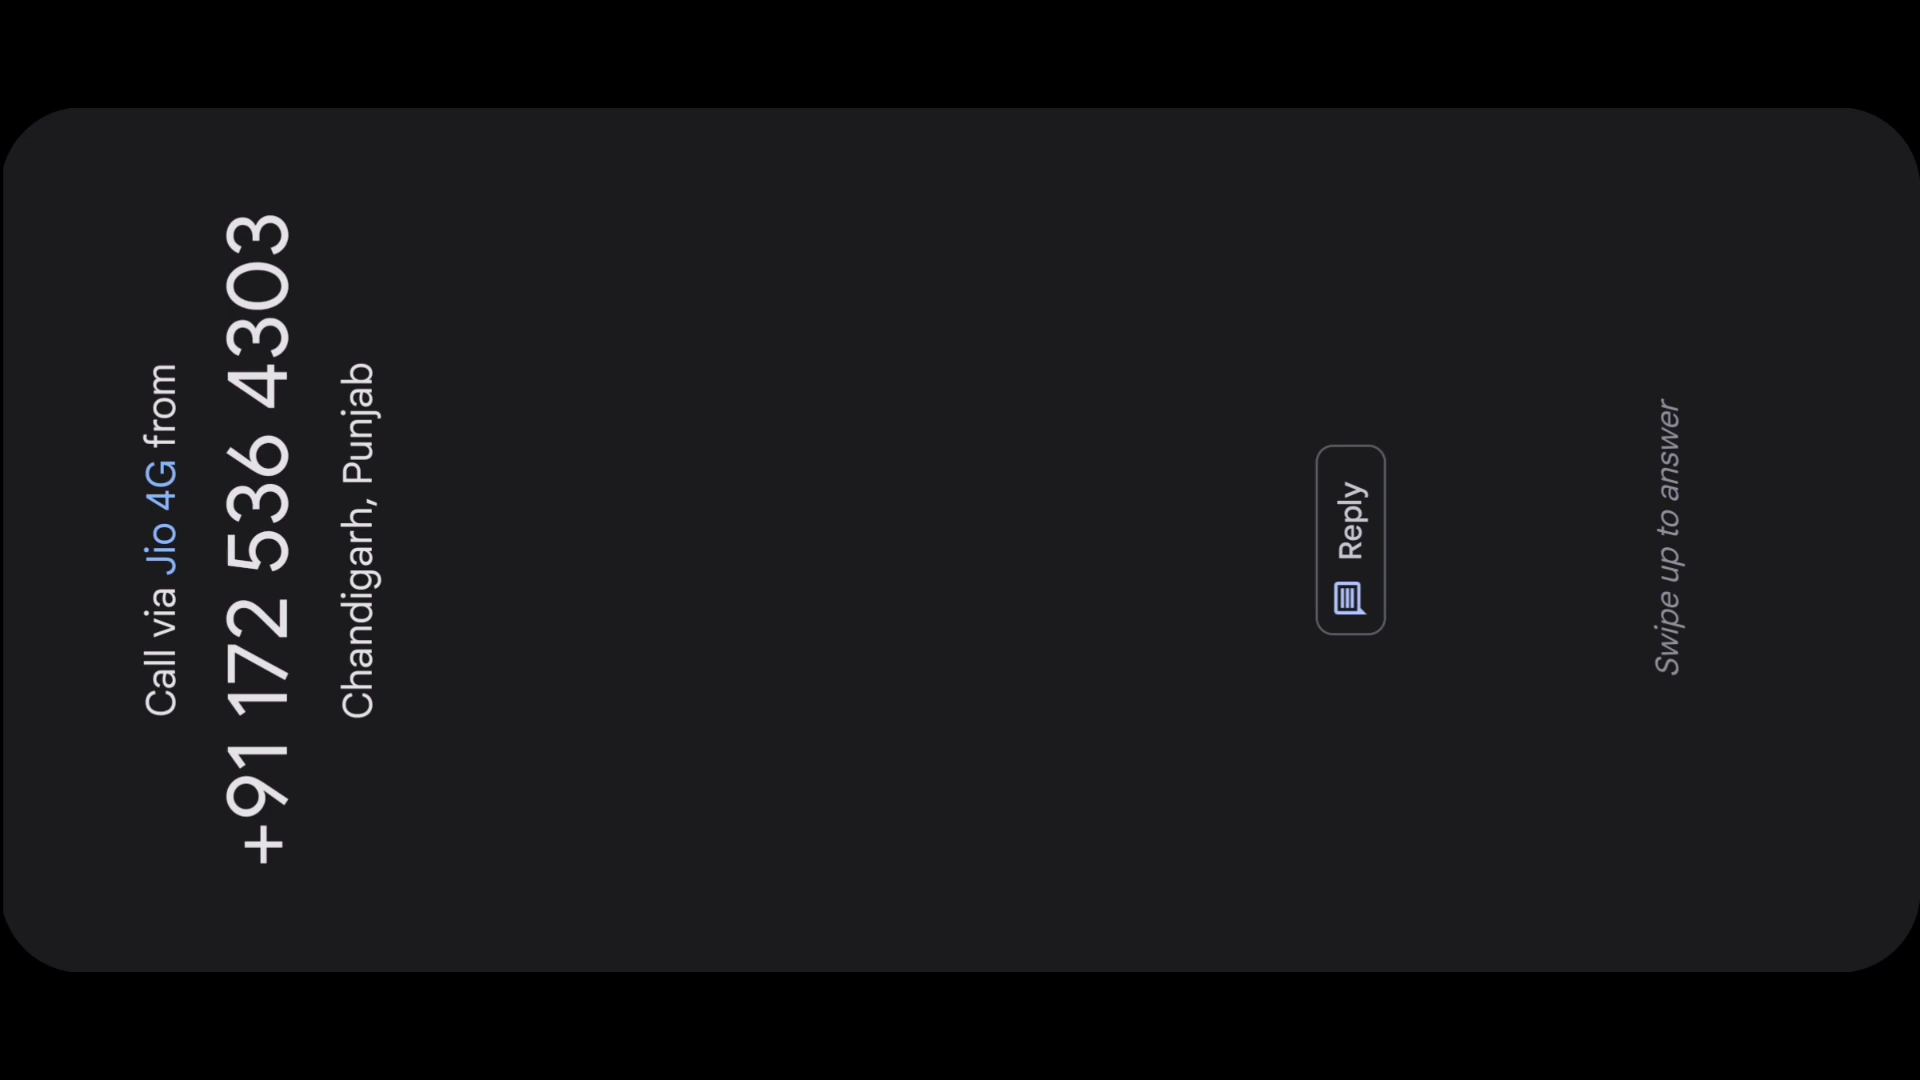 Call via Jio 4G from
+91 172 536 4303
Chandigarh, Punjab
Reply
Swipe up to answer